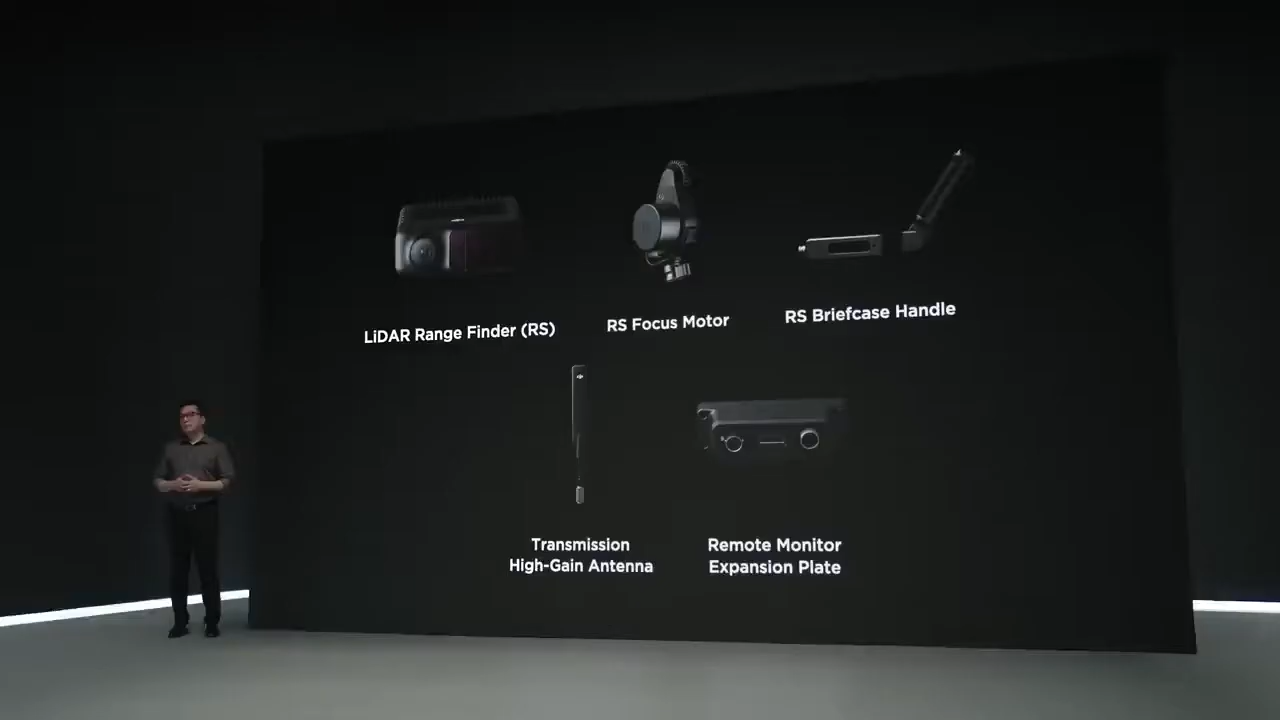 LiDAR Range Finder (RS)
RS Focus Motor
RS Briefcase Handle
Transmission
High-Gain Antenna
Remote Monitor
Expansion Plate